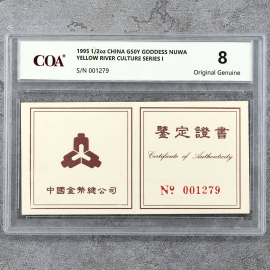 COA®
1995 1/2oz CHINA G50Y GODDESS NUWA
YELLOW RIVER CULTURE SERIES I
S/N 001279
8
Original Genuine
中國金幣總公司
鑒定證書
Certificate of Authenticity
Nº 001279